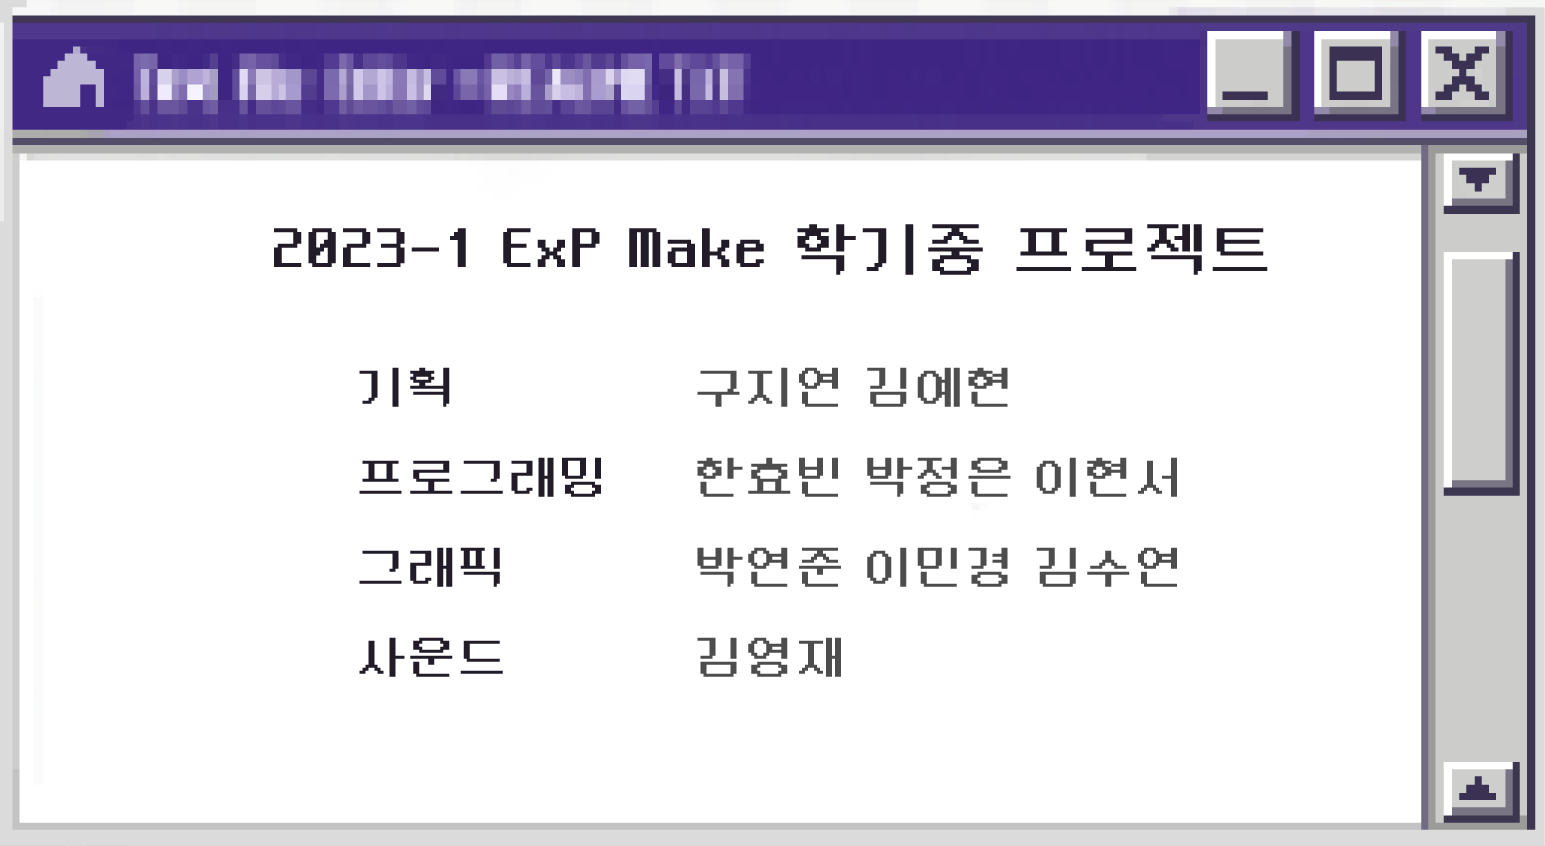 2023-1 ExP Make 학기중 프로젝트
기획 구지연 김예현
프로그래밍 한효빈 박정은 이현서
그래픽 박연준 이민경 김수연
사운드 김영재